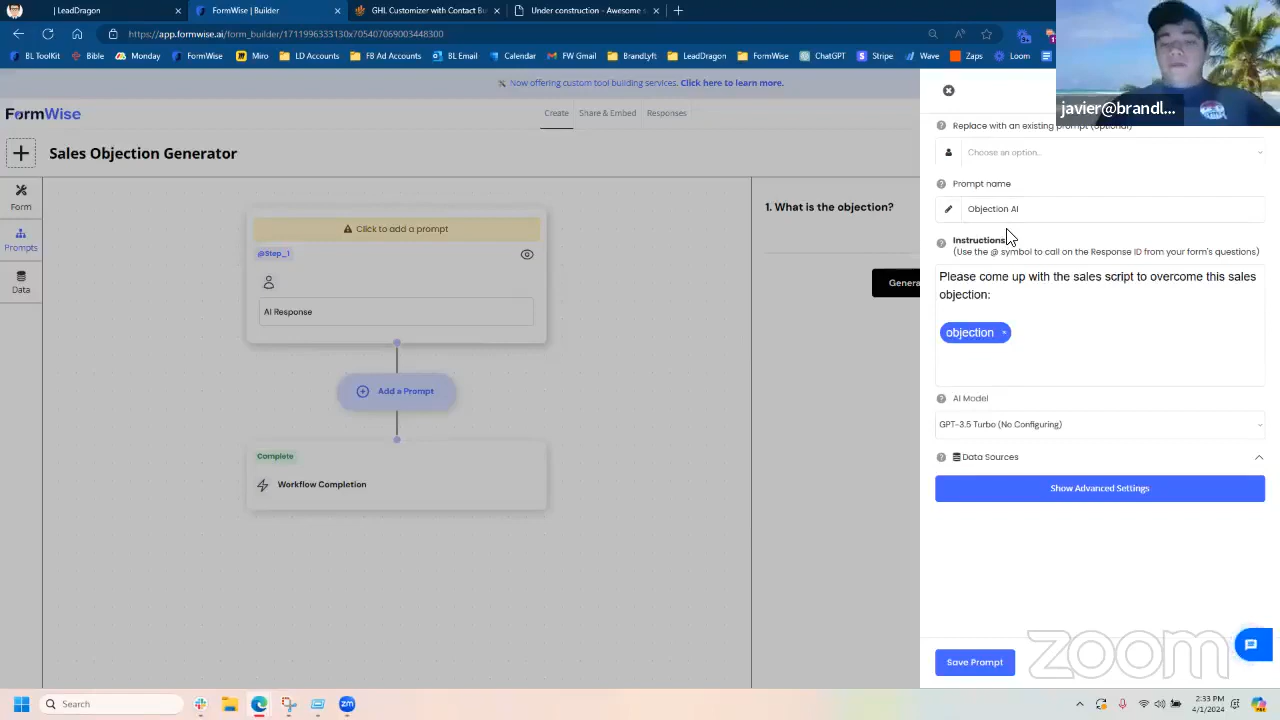 | LeadDragon
FormWise | Builder
GHL Customizer with Contact Bu
Under construction - Awesome s
https://app.formwise.ai/form_builder/1711996333130x705407069003448300
BL ToolKit
Bible
Monday
FormWise
Miro
LD Accounts
FB Ad Accounts
BL Email
Calendar
FW Gmail
BrandLyft
LeadDragon
FormWise
ChatGPT
Stripe
Wave
Zaps
Loom
javier@brandl...
Now offering custom tool building services. Click here to learn more.
FormWise
Create
Share & Embed
Responses
Sales Objection Generator
Form
Prompts
Data
Click to add a prompt
@Step_1
AI Response
Add a Prompt
Complete
Workflow Completion
1. What is the objection?
Genera
Replace with an existing prompt (optional)
Choose an option...
Prompt name
Objection AI
Instructions
(Use the @ symbol to call on the Response ID from your form's questions)
Please come up with the sales script to overcome this sales
objection:
objection ×
AI Model
GPT-3.5 Turbo (No Configuring)
Data Sources
Show Advanced Settings
Save Prompt
zoom
Search
zm
2:33 PM
4/1/2024